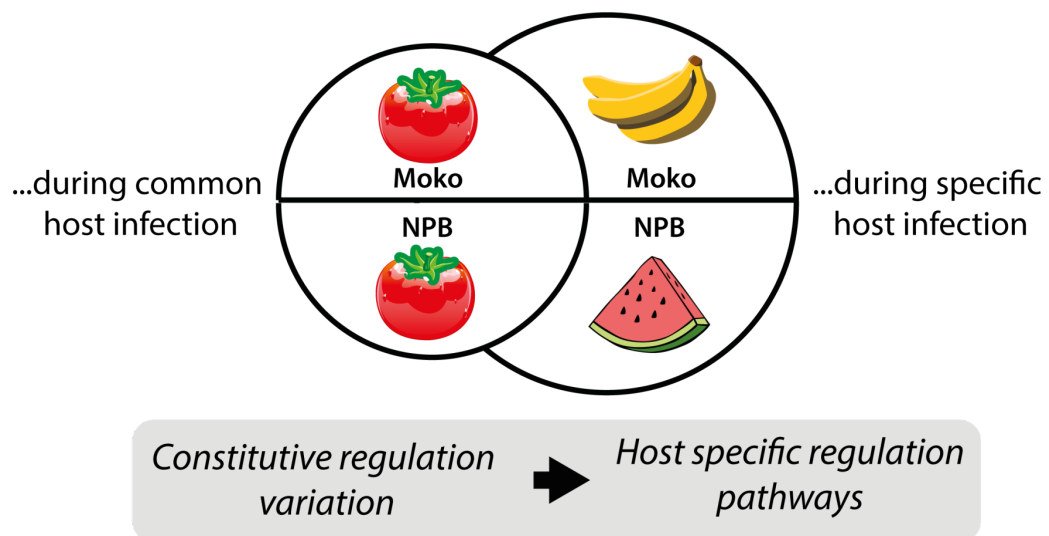 ...during common
host infection
Moko
Moko
NPB
NPB
...during specific
host infection
Constitutive regulation
variation
Host specific regulation
pathways